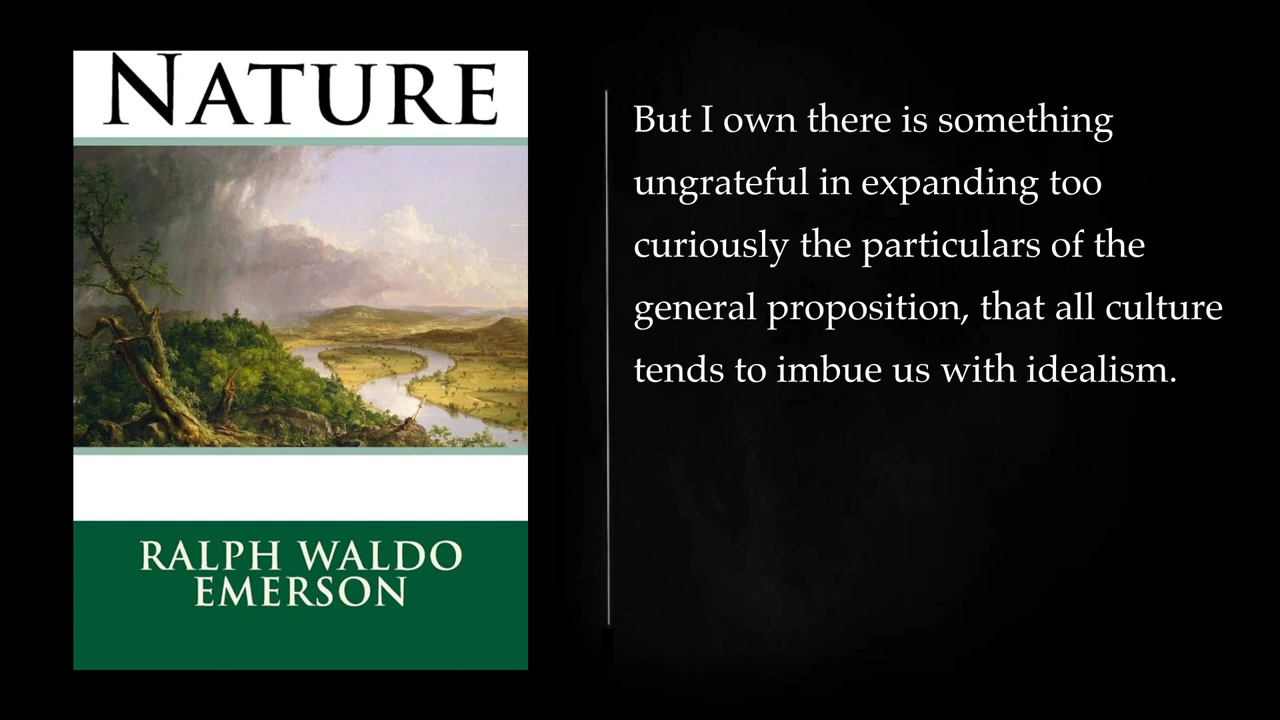 NATURE
RALPH WALDO
EMERSON
But I own there is something
ungrateful in expanding too
curiously the particulars of the
general proposition, that all culture
tends to imbue us with idealism.